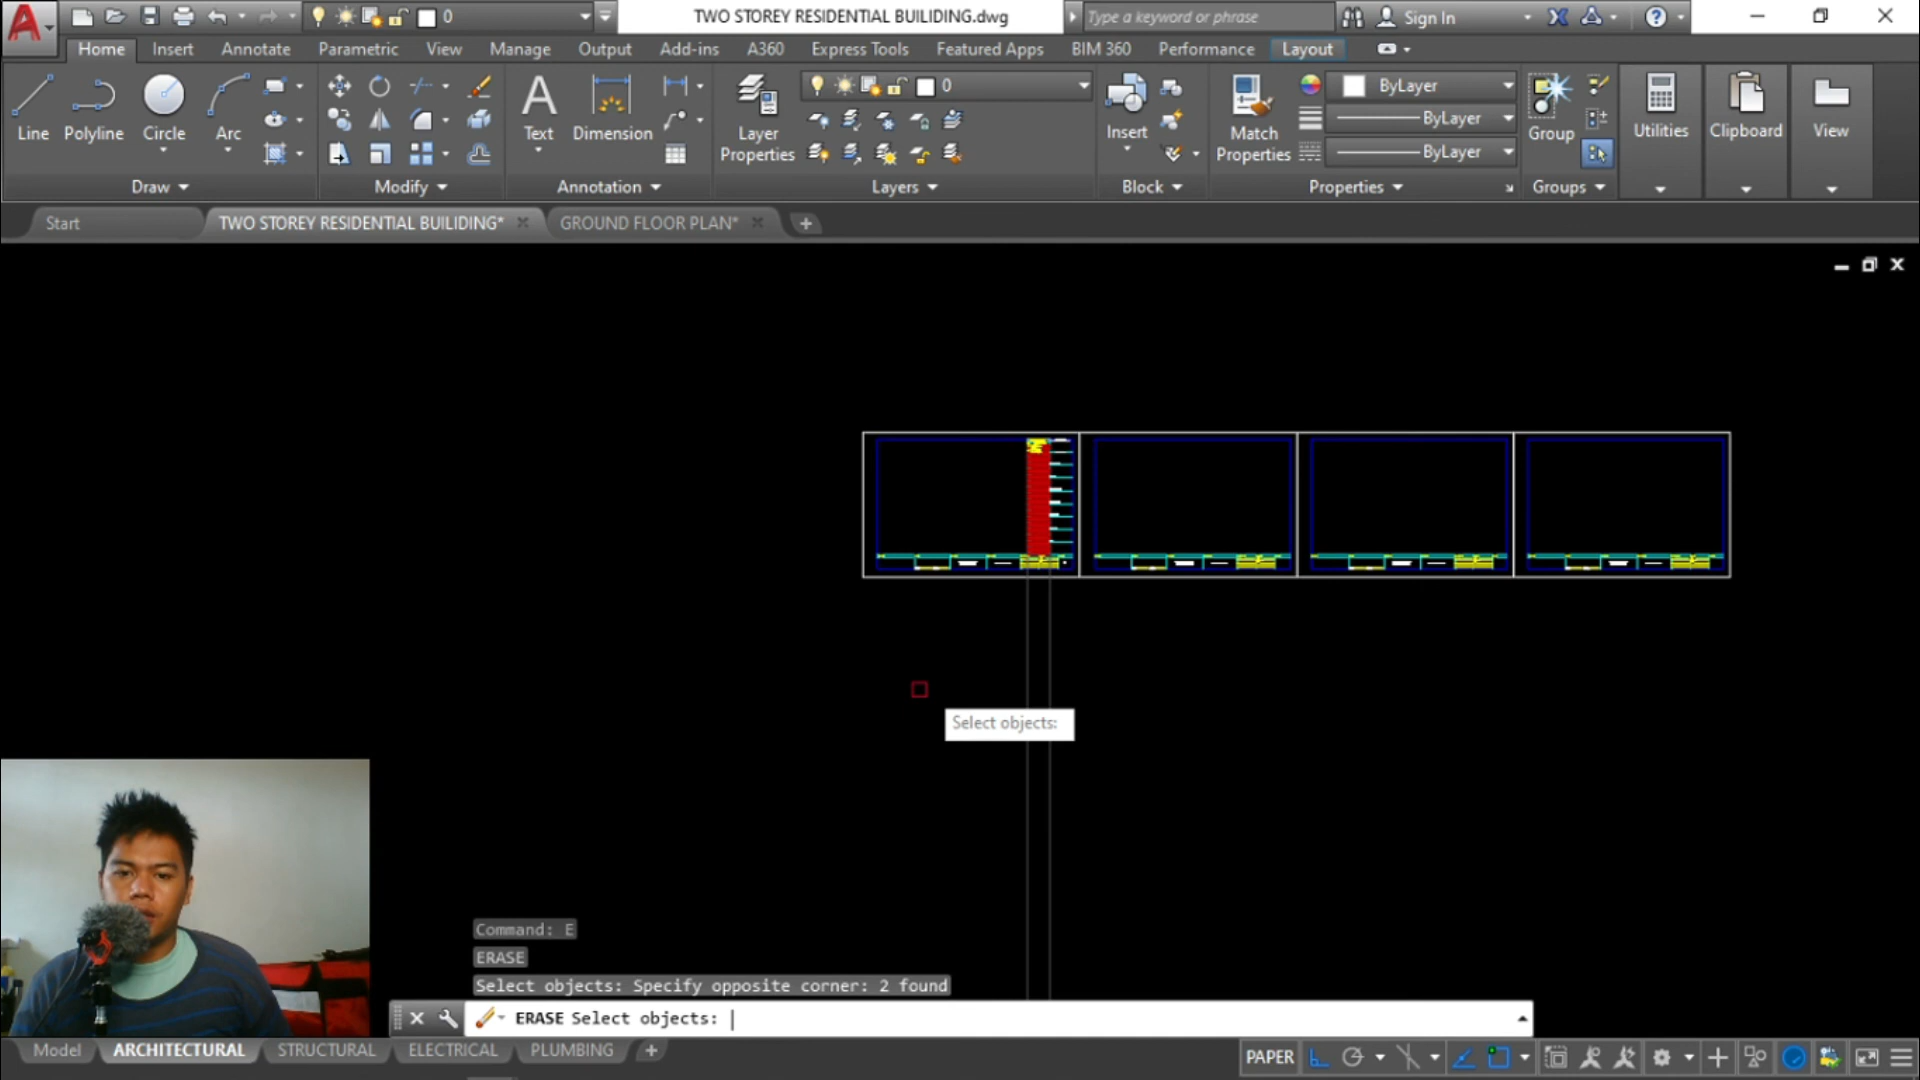 0 TWO STOREY RESIDENTIAL BUIILIDING.dwg Type a keyword or phrase Sign In
Home Insert Annotate Parametric View Manage Output Add-ins A360 Express Tools Featured Apps BIM 360 Performance Layout
0 ByLayer
ByLayer
ByLayer
Line Polyline Circle Arc Text Dimension Layer Properties Insert Match Properties Group Utilities Clipboard View
Draw Modify Annotation Layers Block Properties Groups
Start TWO STOREY RESIDENTIAL BUIILIDING* GROUND FLOOR PLAN*
Select objects:
Command: E
ERASE
Select objects: Specify opposite corner: 2 found
ERASE Select objects:
Model ARCHITECTURAL STRUCTURAL ELECTRICAL PLUMBING PAPER